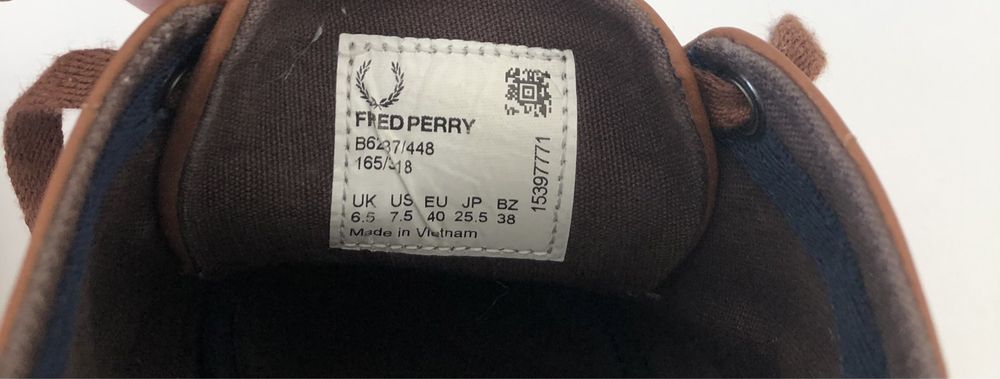 FRED PERRY
B6237/448
165/318
UK US EU JP BZ
6.5 7.5 40 25.5 38
Made in Vietnam
15397771